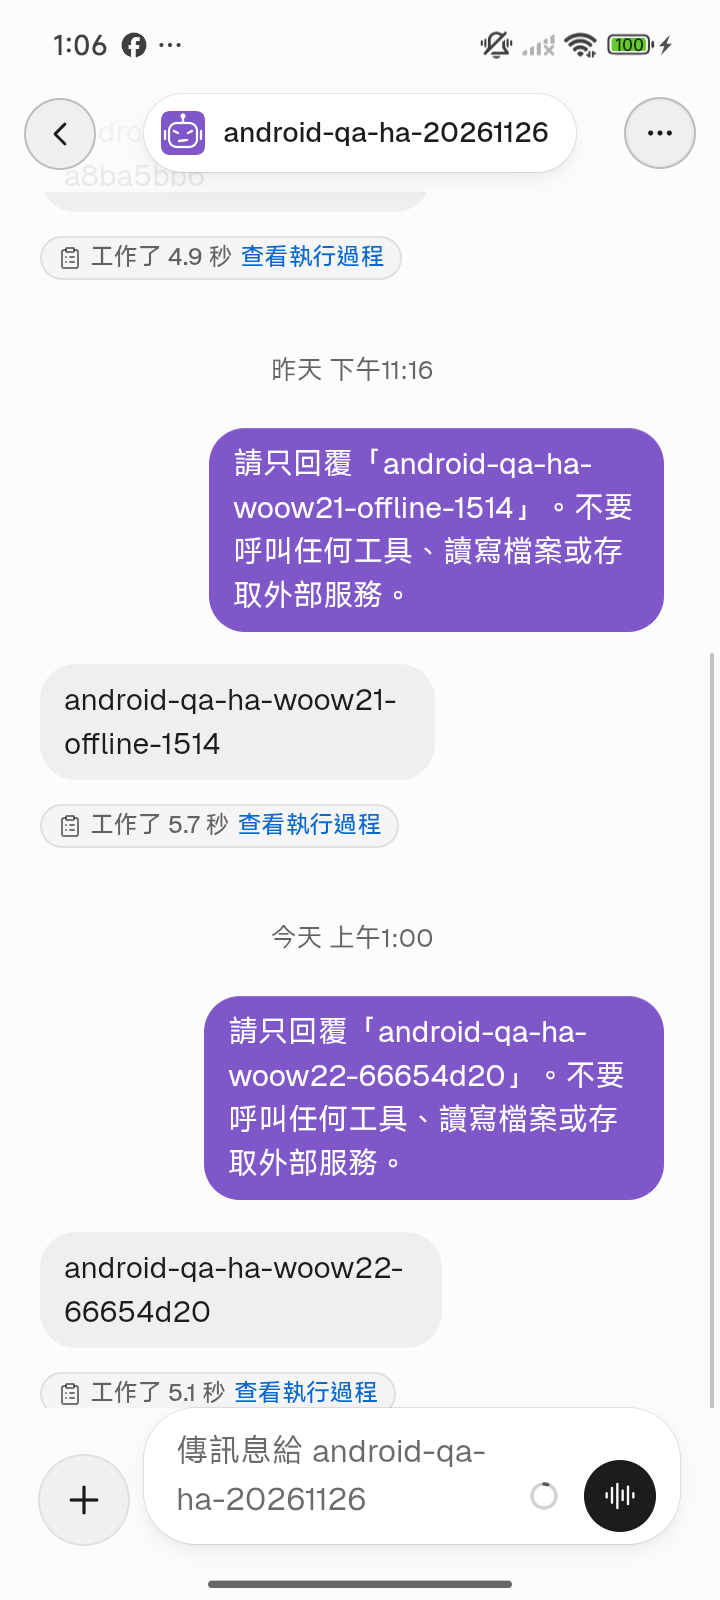 1:06
100
android-qa-ha-20261126
a8ba5bb6
工作了 4.9 秒 查看執行過程
昨天 下午11:16
請只回覆「android-qa-ha-
woow21-offline-1514」。不要
呼叫任何工具、讀寫檔案或存
取外部服務。
android-qa-ha-woow21-
offline-1514
工作了 5.7 秒 查看執行過程
今天 上午1:00
請只回覆「android-qa-ha-
woow22-66654d20」。不要
呼叫任何工具、讀寫檔案或存
取外部服務。
android-qa-ha-woow22-
66654d20
工作了 5.1 秒 查看執行過程
傳訊息給 android-qa-
ha-20261126